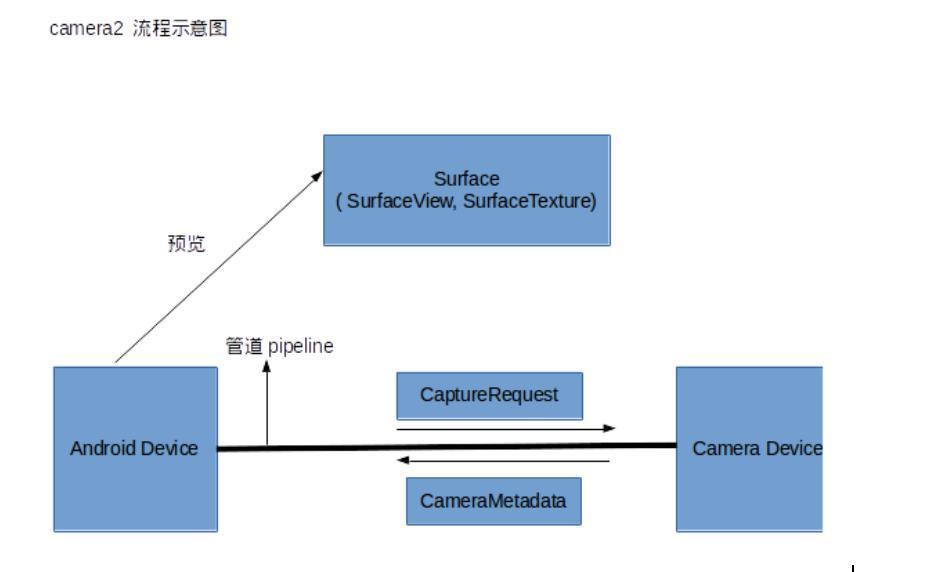 camera2 流程示意图
Surface
( SurfaceView, SurfaceTexture)
预览
管道 pipeline
CaptureRequest
Android Device
Camera Device
CameraMetadata